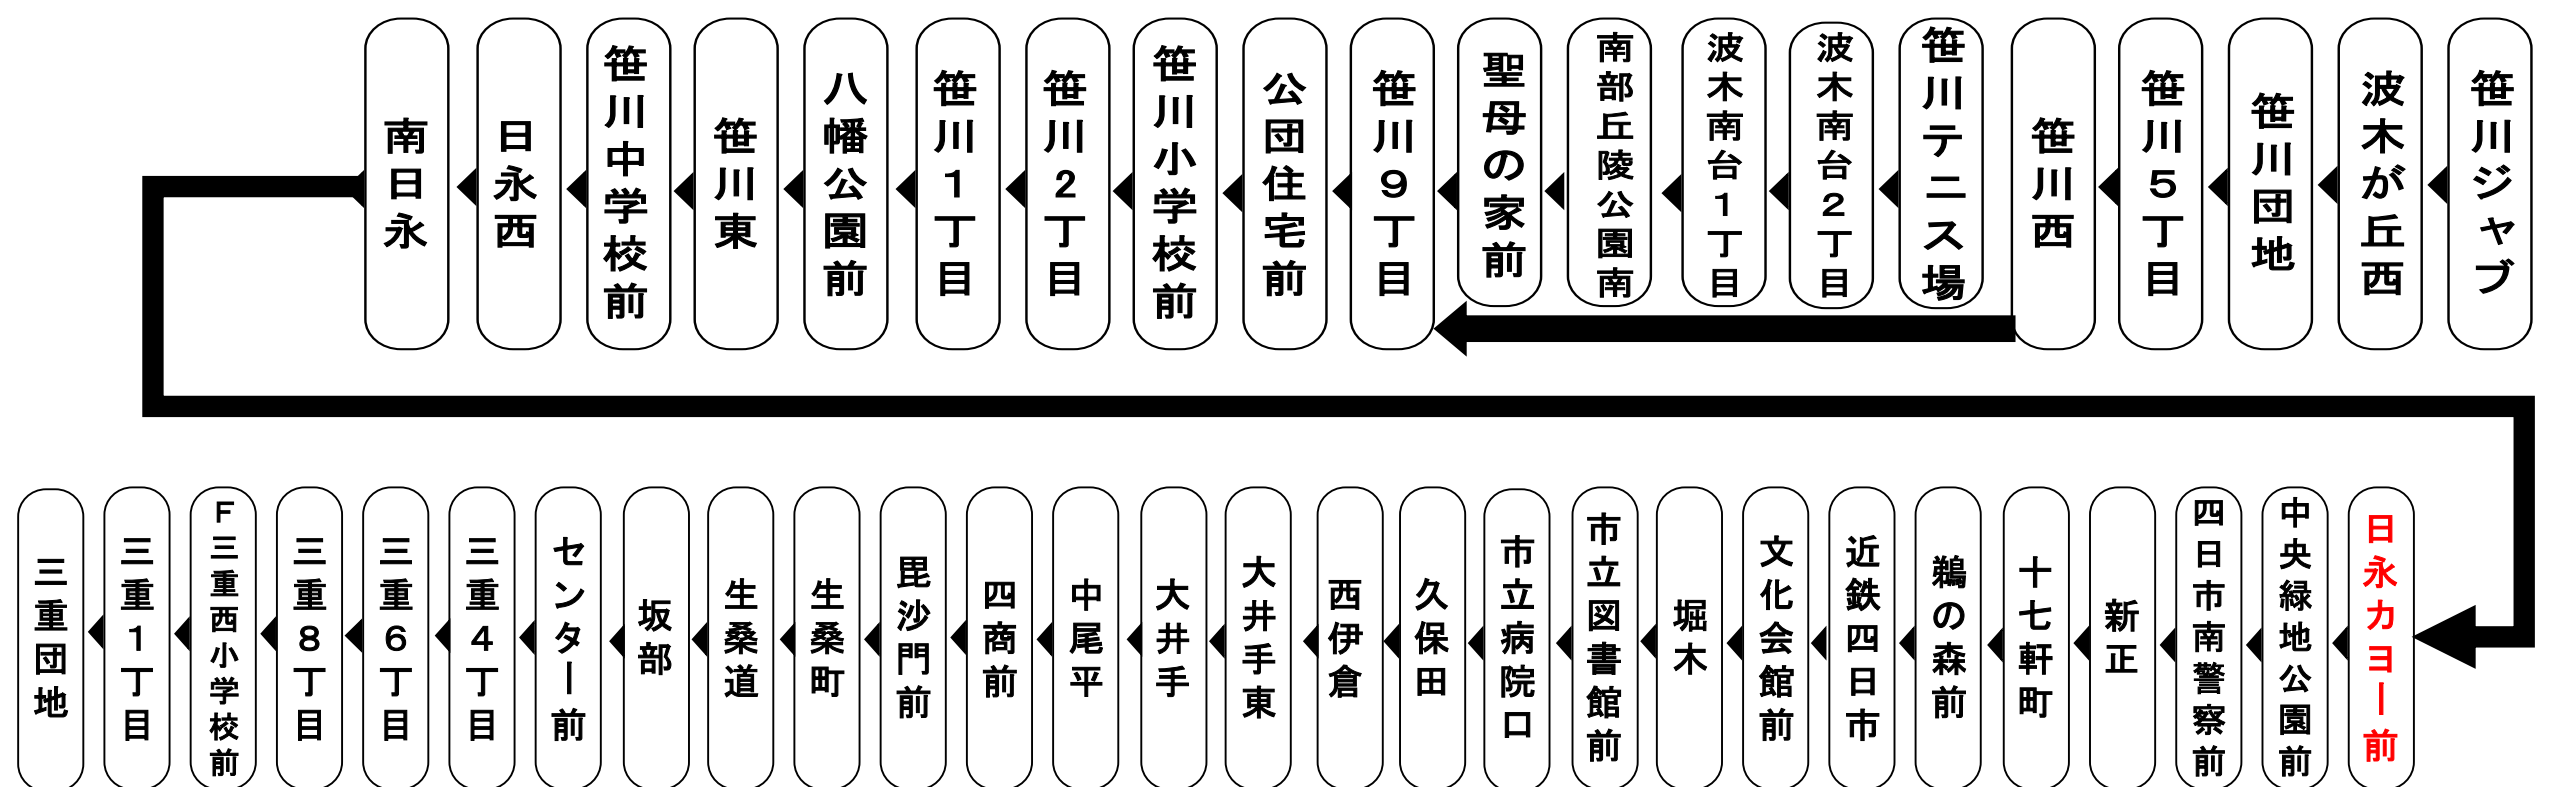 笹川ジャブ
波木が丘西
笹川団地
笹川５丁目
笹川西
笹川テニス場
波木南台２丁目
波木南台１丁目
南部丘陵公園南
聖母の家前
笹川９丁目
公団住宅前
笹川小学校前
笹川２丁目
笹川１丁目
八幡公園前
笹川東
笹川中学校前
日永西
南日永
日永カヨー前
中央緑地公園前
四日市南警察前
新正
十七軒町
鵜の森前
近鉄四日市
文化会館前
堀木
市立図書館前
市立病院口
久保田
西伊倉
大井手東
大井手
中尾平
四商前
毘沙門前
生桑町
生桑道
坂部
センター前
三重４丁目
三重６丁目
三重８丁目
Ｆ三重西小学校前
三重１丁目
三重団地